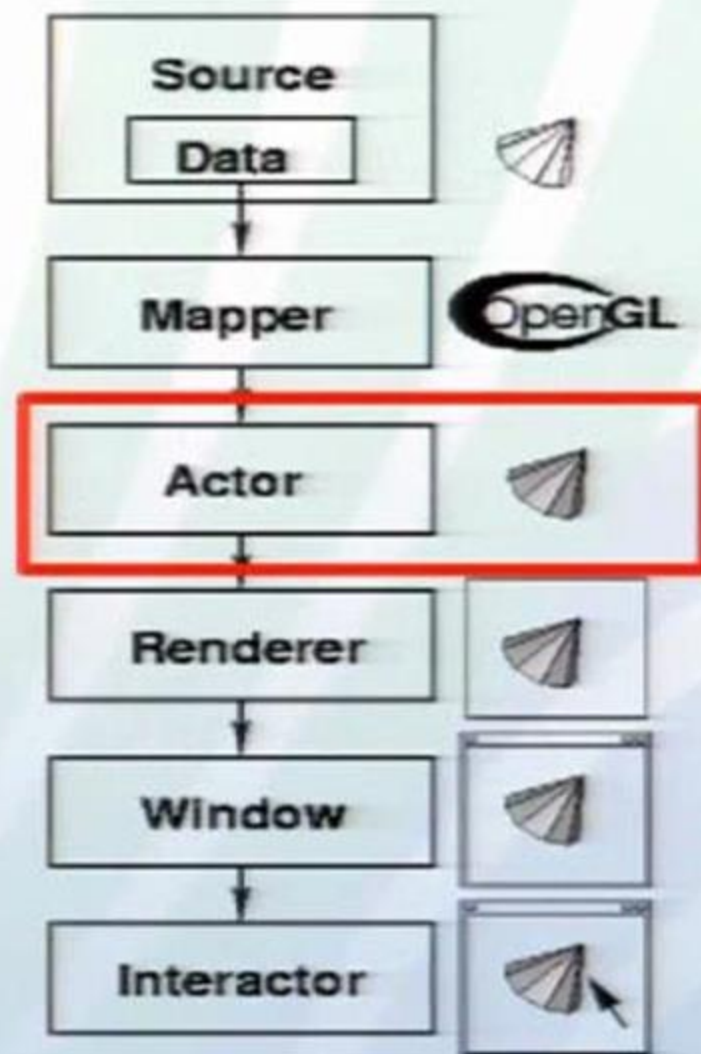 Source
Data
Mapper
OpenGL
Actor
Renderer
Window
Interactor